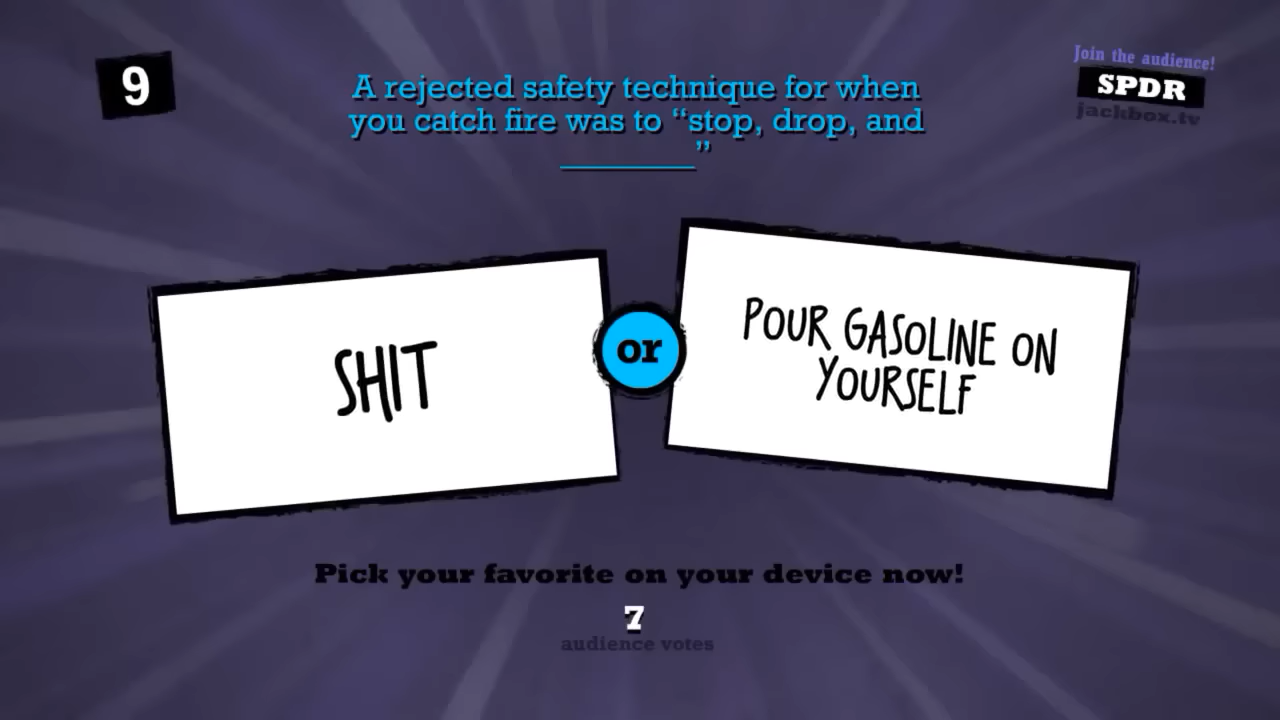 9
Join the audience!
SPDR
jackbox.tv
A rejected safety technique for when
you catch fire was to “stop, drop, and
________”
SHIT
or
POUR GASOLINE ON
YOURSELF
Pick your favorite on your device now!
7
audience votes